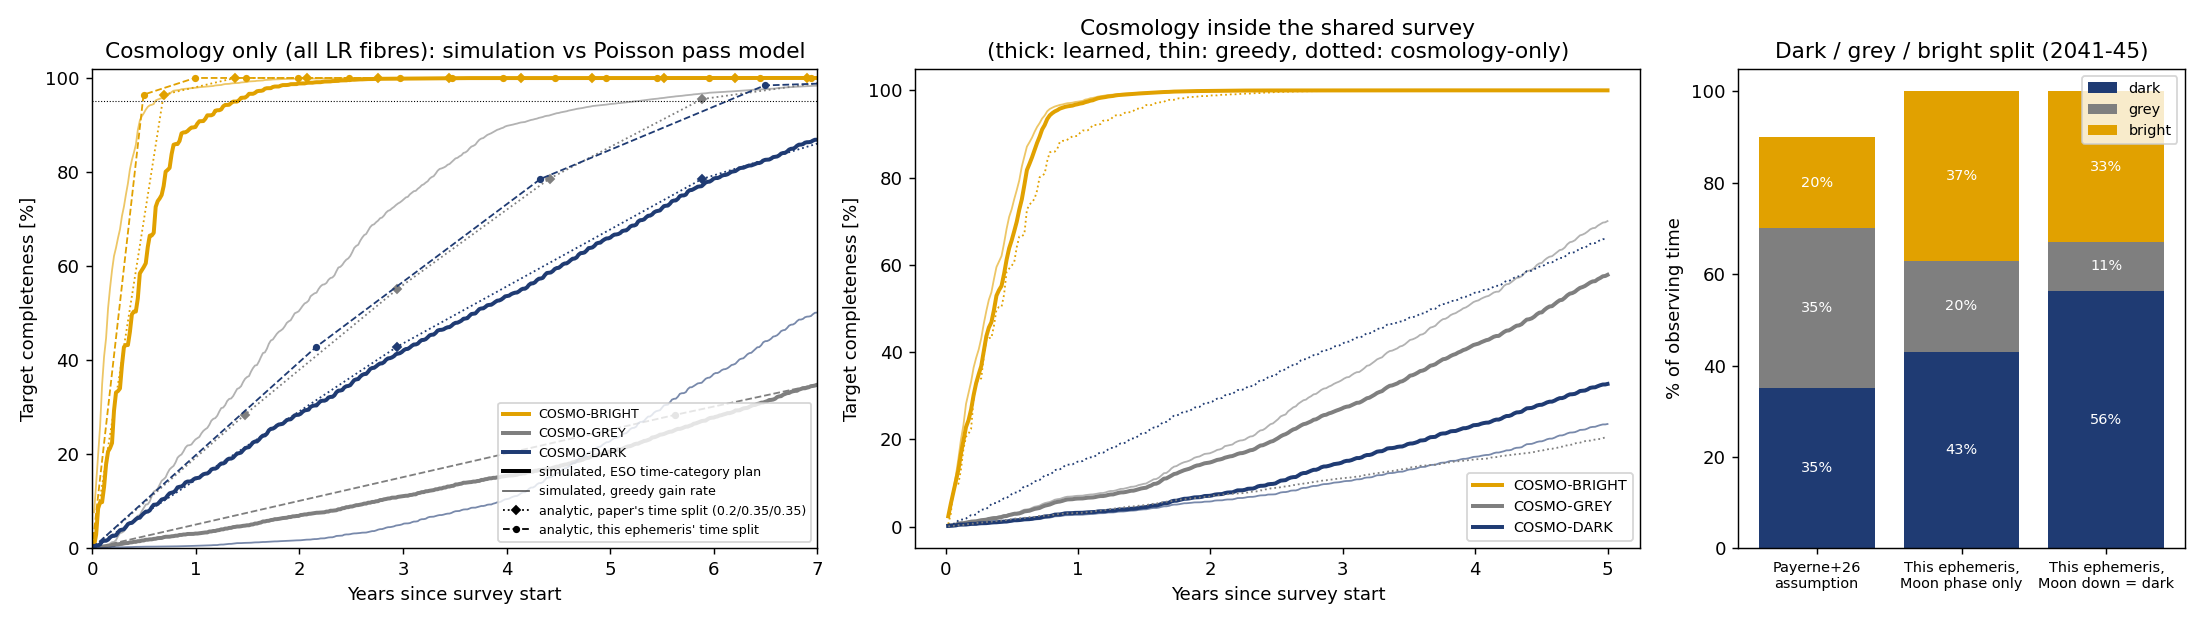 Cosmology only (all LR fibres): simulation vs Poisson pass model
Target completeness [%]
100
80
60
40
20
0
COSMO-BRIGHT
COSMO-GREY
COSMO-DARK
simulated, ESO time-category plan
simulated, greedy gain rate
analytic, paper's time split (0.2/0.35/0.35)
analytic, this ephemeris' time split
0 1 2 3 4 5 6 7
Years since survey start
Cosmology inside the shared survey
(thick: learned, thin: greedy, dotted: cosmology-only)
Target completeness [%]
100
80
60
40
20
0
COSMO-BRIGHT
COSMO-GREY
COSMO-DARK
0 1 2 3 4 5
Years since survey start
Dark / grey / bright split (2041-45)
% of observing time
100
80
60
40
20
0
dark
grey
bright
20%
35%
35%
37%
20%
43%
33%
11%
56%
Payerne+26
assumption
This ephemeris,
Moon phase only
This ephemeris,
Moon down = dark